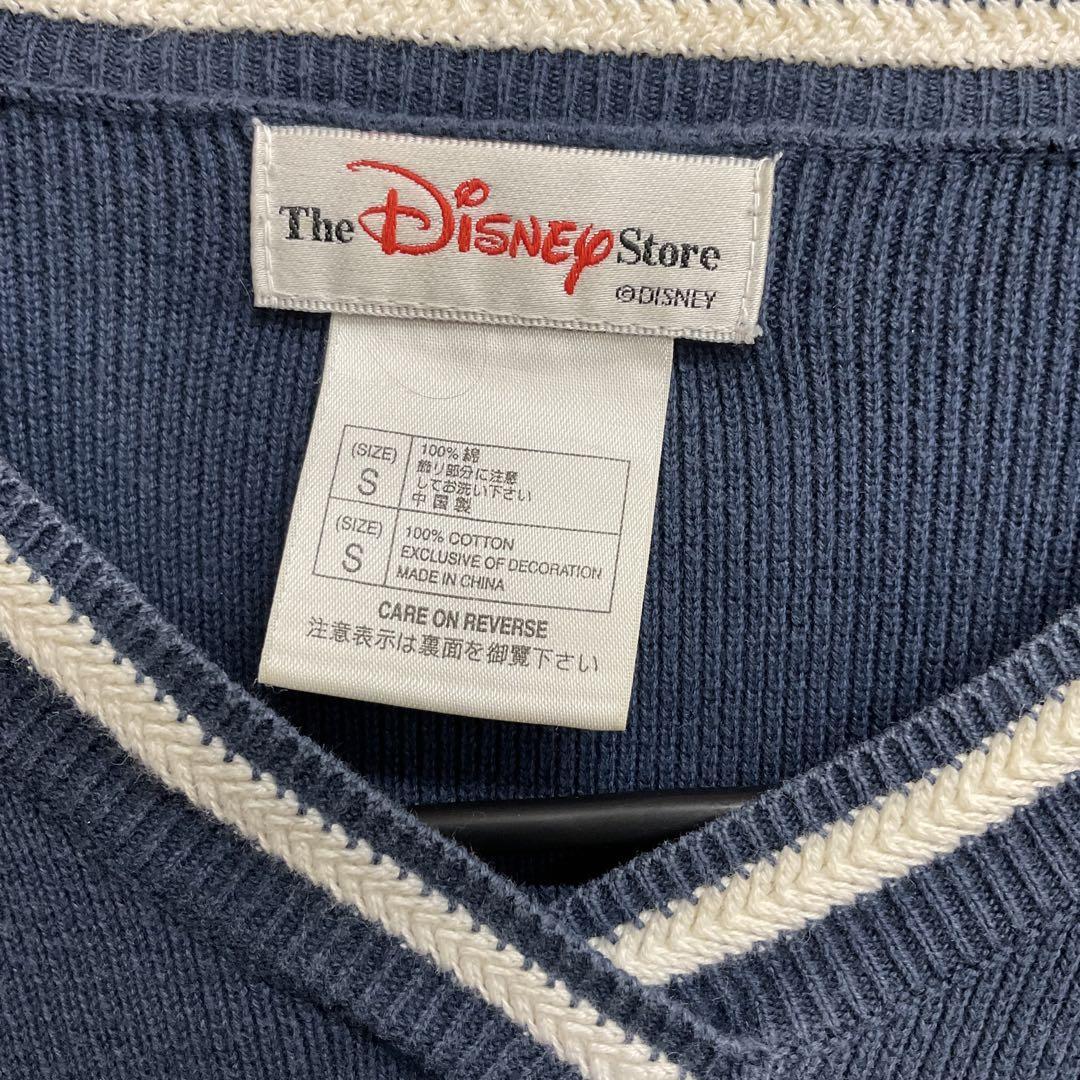 The Disney Store
©DISNEY
(SIZE)
S
100% 綿
飾り部分に注意
してお洗い下さい
中国製
(SIZE)
S
100% COTTON
EXCLUSIVE OF DECORATION
MADE IN CHINA
CARE ON REVERSE
注意表示は裏面を御覽下さい